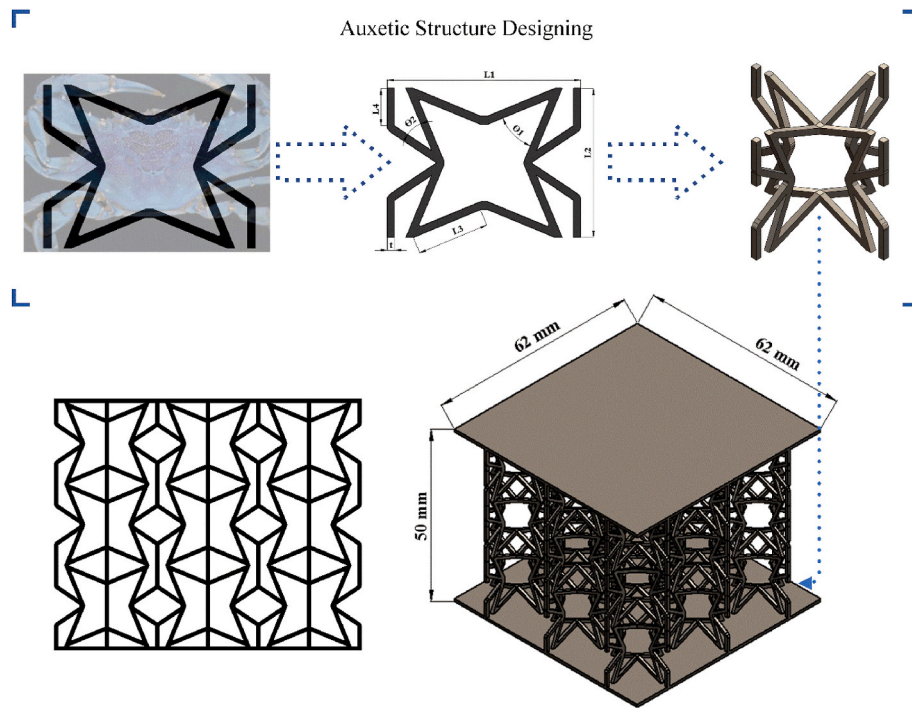 Auxetic Structure Designing
L1
L4
ϴ2
ϴ1
L2
L3
t
62 mm
62 mm
50 mm